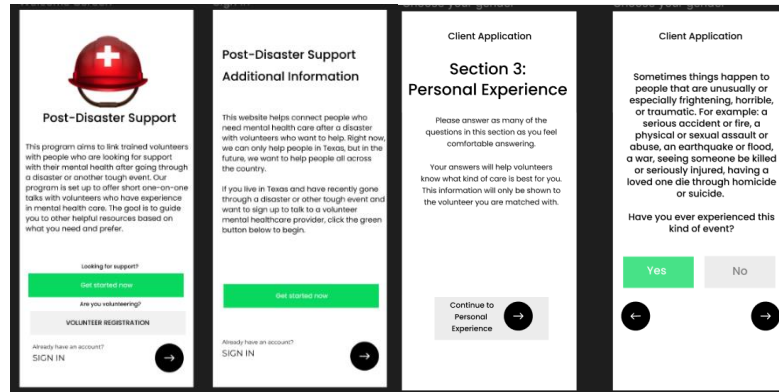 Post-Disaster Support
This program aims to link trained volunteers
with people who are looking for support
with their mental health after going through
a disaster or another tough event. Our
program is set up to offer short one-on-one
talks with volunteers who have experience
in mental health care. The goal is to guide
you to other helpful resources based on
what you need and prefer.
Looking for support?
Get started now
Are you volunteering?
VOLUNTEER REGISTRATION
Already have an account?
SIGN IN
Post-Disaster Support
Additional Information
This website helps connect people who
need mental health care after a disaster
with volunteers who want to help. Right now,
we can only help people in Texas, but in the
future, we want to help people all across
the country.
If you live in Texas and have recently gone
through a disaster or other tough event and
want to sign up to talk to a volunteer
mental healthcare provider, click the green
button below to begin.
Get started now
Already have an account?
SIGN IN
Client Application
Section 3:
Personal Experience
Please answer as many of the
questions in this section as you feel
comfortable answering.
Your answers will help volunteers
know what kind of care is best for you.
This information will only be shown to
the volunteer you are matched with.
Continue to
Personal
Experience
Client Application
Sometimes things happen to
people that are unusually or
especially frightening, horrible,
or traumatic. For example: a
serious accident or fire, a
physical or sexual assault or
abuse, an earthquake or flood,
a war, seeing someone be killed
or seriously injured, having a
loved one die through homicide
or suicide.
Have you ever experienced this
kind of event?
Yes
No